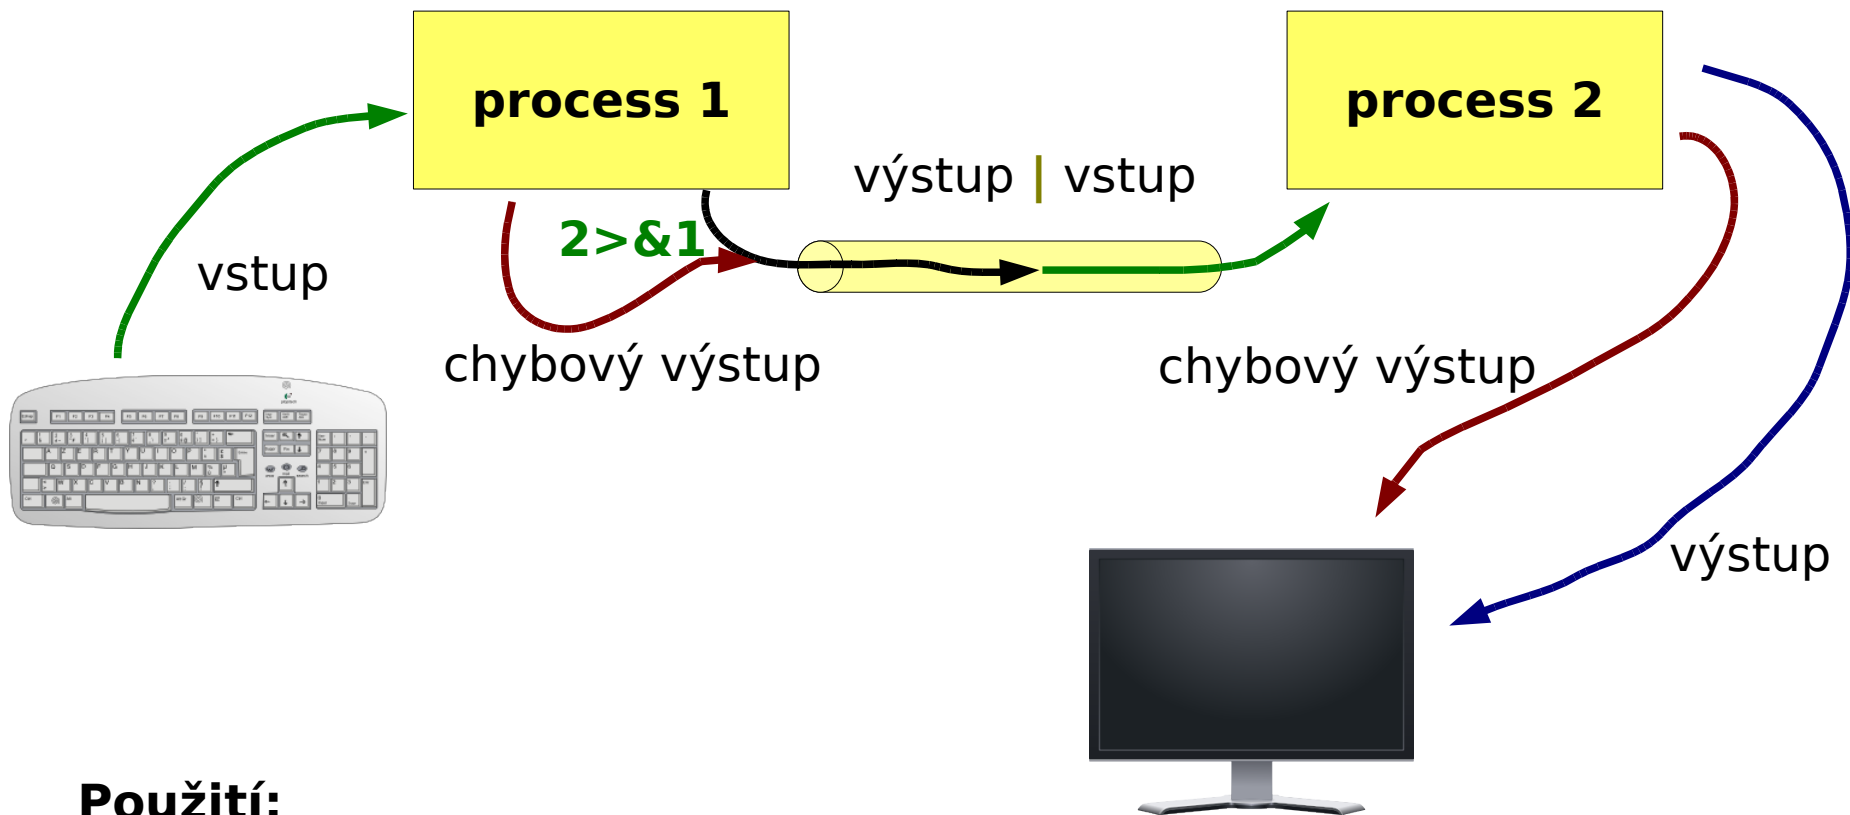 process 1
process 2
výstup | vstup
2>&1
vstup
chybový výstup
chybový výstup
výstup
Použití: